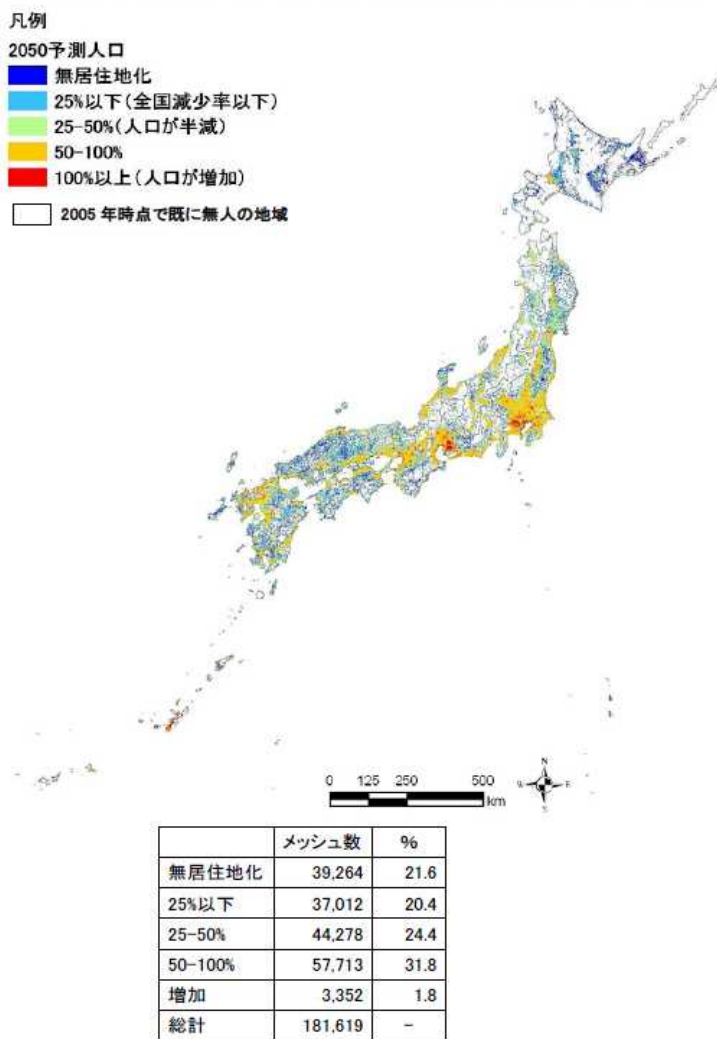 凡例
2050予測人口
無居住地化
25%以下(全国減少率以下)
25-50%(人口が半減)
50-100%
100%以上(人口が増加)
2005 年時点で既に無人の地域
N
W E
S
0 125 250 500
km
メッシュ数 %
無居住地化 39,264 21.6
25%以下 37,012 20.4
25-50% 44,278 24.4
50-100% 57,713 31.8
増加 3,352 1.8
総計 181,619 -